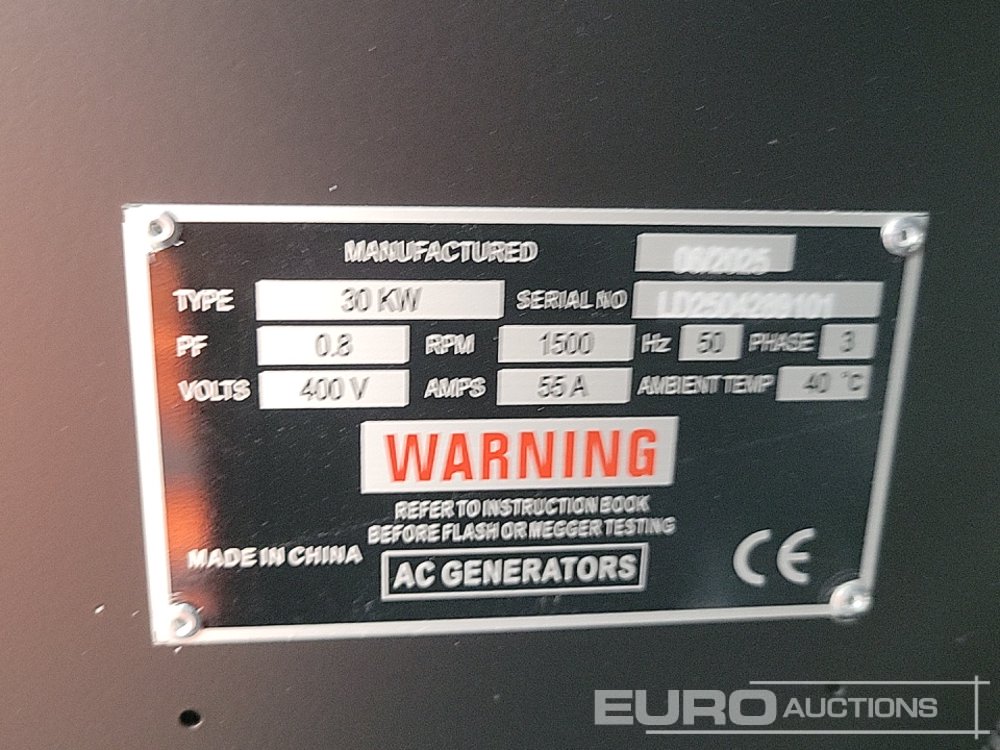 MANUFACTURED 06/2025
TYPE 30 KW SERIAL NO LD2504289101
PF 0.8 RPM 1500 Hz 50 PHASE 3
VOLTS 400 V AMPS 55 A AMBIENT TEMP 40 °C
WARNING
REFER TO INSTRUCTION BOOK
BEFORE FLASH OR MEGGER TESTING
MADE IN CHINA
AC GENERATORS
CE
EURO AUCTIONS